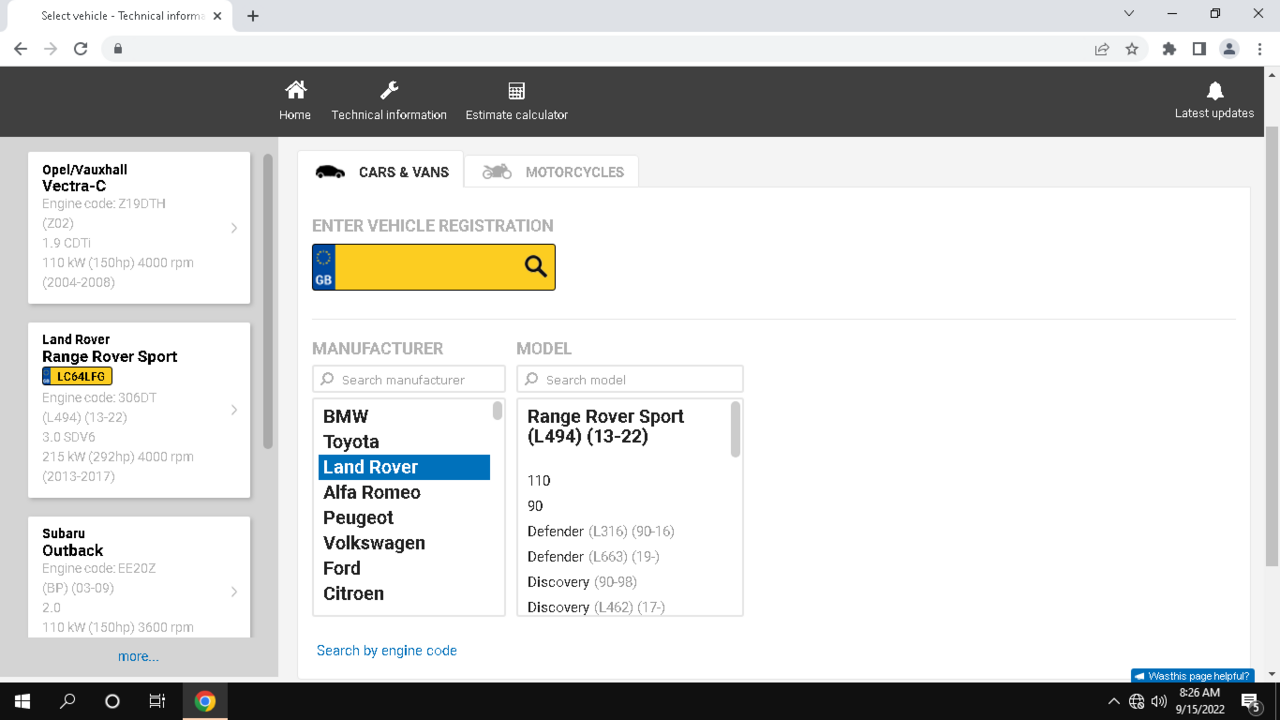 Select vehicle - Technical informa
Home
Technical information
Estimate calculator
Latest updates
Opel/Vauxhall
Vectra-C
Engine code: Z19DTH
(Z02)
1.9 CDTi
110 kW (150hp) 4000 rpm
(2004-2008)
Land Rover
Range Rover Sport
GB LC64LFG
Engine code: 306DT
(L494) (13-22)
3.0 SDV6
215 kW (292hp) 4000 rpm
(2013-2017)
Subaru
Outback
Engine code: EE20Z
(BP) (03-09)
2.0
110 kW (150hp) 3600 rpm
more...
CARS & VANS
MOTORCYCLES
ENTER VEHICLE REGISTRATION
GB
MANUFACTURER
Search manufacturer
BMW
Toyota
Land Rover
Alfa Romeo
Peugeot
Volkswagen
Ford
Citroen
MODEL
Search model
Range Rover Sport
(L494) (13-22)
110
90
Defender (L316) (90-16)
Defender (L663) (19-)
Discovery (90-98)
Discovery (L462) (17-)
Search by engine code
Was this page helpful?
8:26 AM
9/15/2022
5